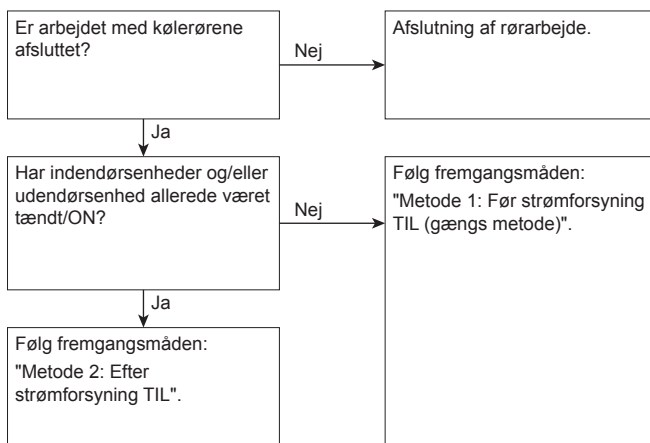 Er arbejdet med kølerørene
afsluttet?
Nej
Afslutning af rørarbejde.
Ja
Har indendørsenheder og/eller
udendørsenhed allerede været
tændt/ON?
Nej
Følg fremgangsmåden:
"Metode 1: Før strømforsyning
TIL (gængs metode)".
Ja
Følg fremgangsmåden:
"Metode 2: Efter
strømforsyning TIL".